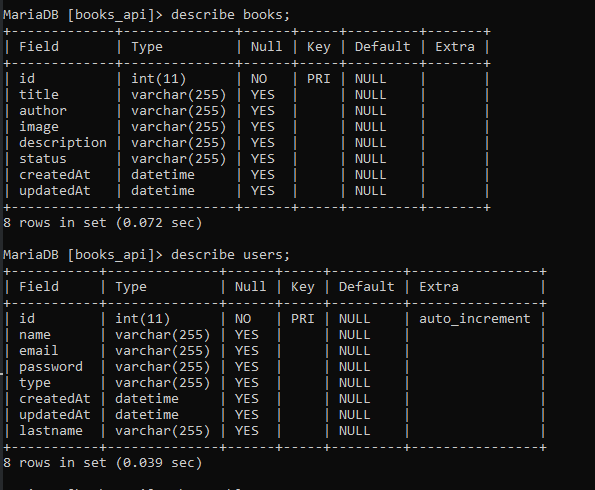 MariaDB [books_api]> describe books;
+-------------+--------------+------+-----+---------+-------+
| Field       | Type         | Null | Key | Default | Extra |
+-------------+--------------+------+-----+---------+-------+
| id          | int(11)      | NO   | PRI | NULL    |       |
| title       | varchar(255) | YES  |     | NULL    |       |
| author      | varchar(255) | YES  |     | NULL    |       |
| image       | varchar(255) | YES  |     | NULL    |       |
| description | varchar(255) | YES  |     | NULL    |       |
| status      | varchar(255) | YES  |     | NULL    |       |
| createdAt   | datetime     | YES  |     | NULL    |       |
| updatedAt   | datetime     | YES  |     | NULL    |       |
+-------------+--------------+------+-----+---------+-------+
8 rows in set (0.072 sec)

MariaDB [books_api]> describe users;
+-----------+--------------+------+-----+---------+----------------+
| Field     | Type         | Null | Key | Default | Extra          |
+-----------+--------------+------+-----+---------+----------------+
| id        | int(11)      | NO   | PRI | NULL    | auto_increment |
| name      | varchar(255) | YES  |     | NULL    |                |
| email     | varchar(255) | YES  |     | NULL    |                |
| password  | varchar(255) | YES  |     | NULL    |                |
| type      | varchar(255) | YES  |     | NULL    |                |
| createdAt | datetime     | YES  |     | NULL    |                |
| updatedAt | datetime     | YES  |     | NULL    |                |
| lastname  | varchar(255) | YES  |     | NULL    |                |
+-----------+--------------+------+-----+---------+----------------+
8 rows in set (0.039 sec)